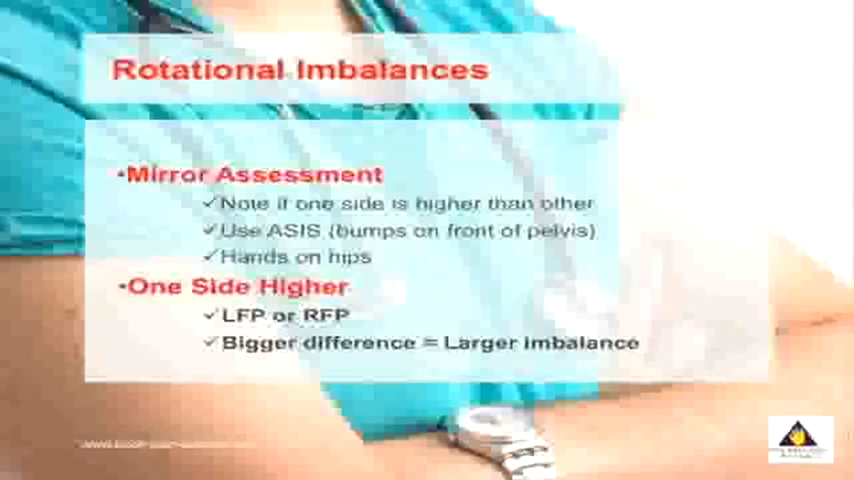 Rotational Imbalances
•Mirror Assessment
✓Note if one side is higher than other
✓Use ASIS (bumps on front of pelvis)
✓Hands on hips
•One Side Higher
✓LFP or RFP
✓Bigger difference = Larger imbalance